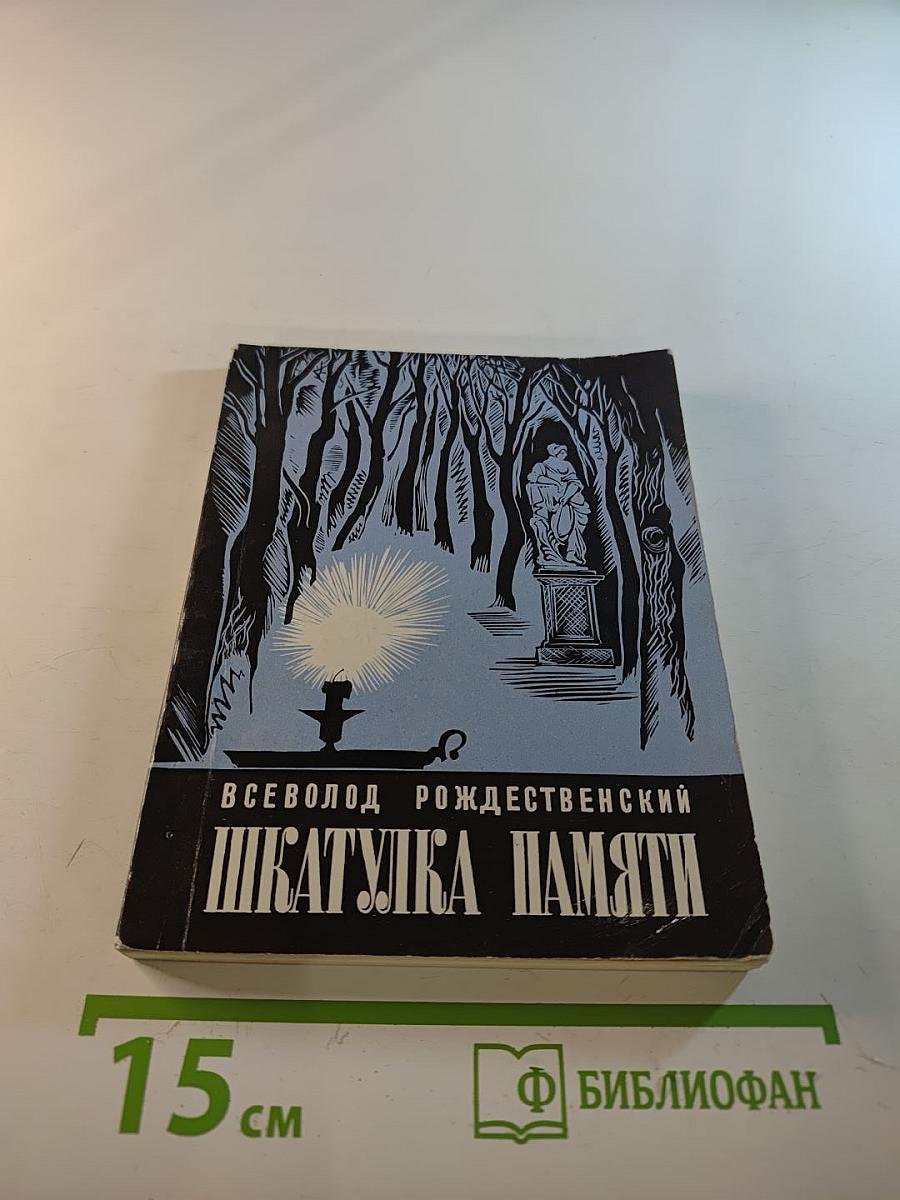 ВСЕВОЛОД РОЖДЕСТВЕНСКИЙ
ШКАТУЛКА ПАМЯТИ
15 см
Ф БИБЛИОФАН